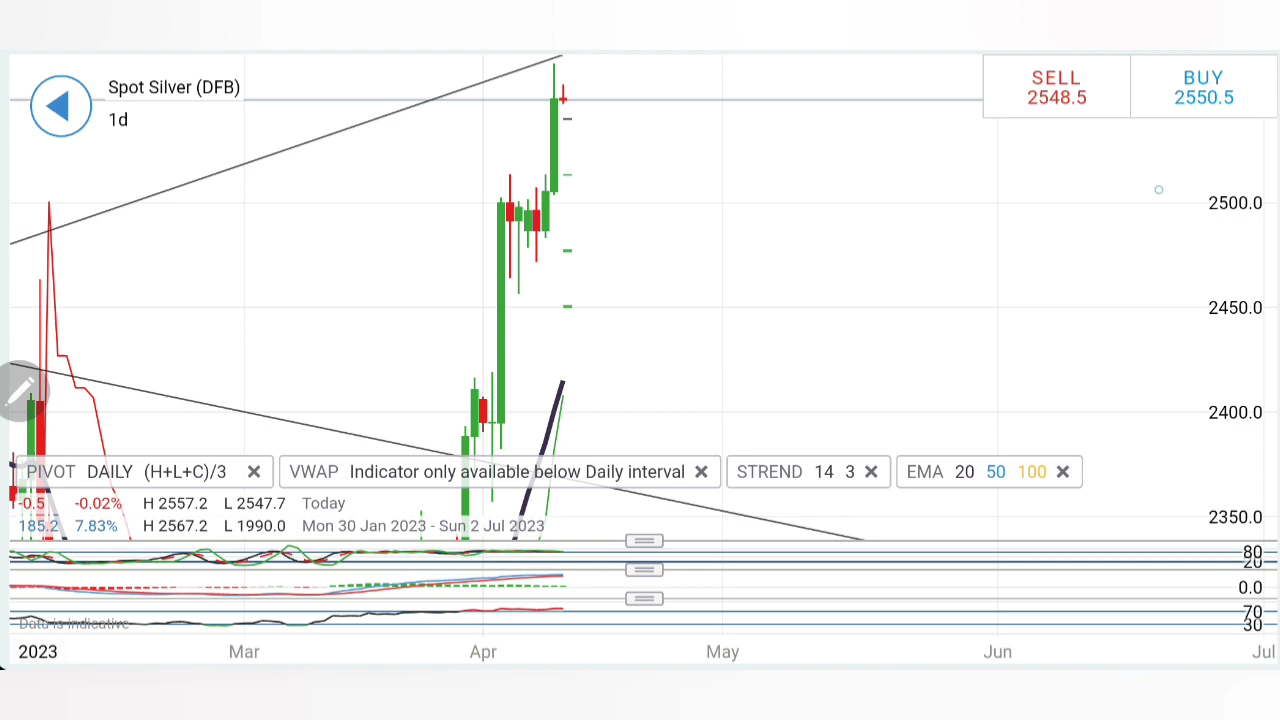 Spot Silver (DFB)
1d
SELL
2548.5
BUY
2550.5
2500.0
2450.0
2400.0
2350.0
PIVOT DAILY (H+L+C)/3
VWAP Indicator only available below Daily interval
STREND 14 3
EMA 20 50 100
-0.5 -0.02% H 2557.2 L 2547.7 Today
185.2 7.83% H 2567.2 L 1990.0 Mon 30 Jan 2023 - Sun 2 Jul 2023
80
20
0.0
70
30
Data is indicative
2023 Mar Apr May Jun Jul